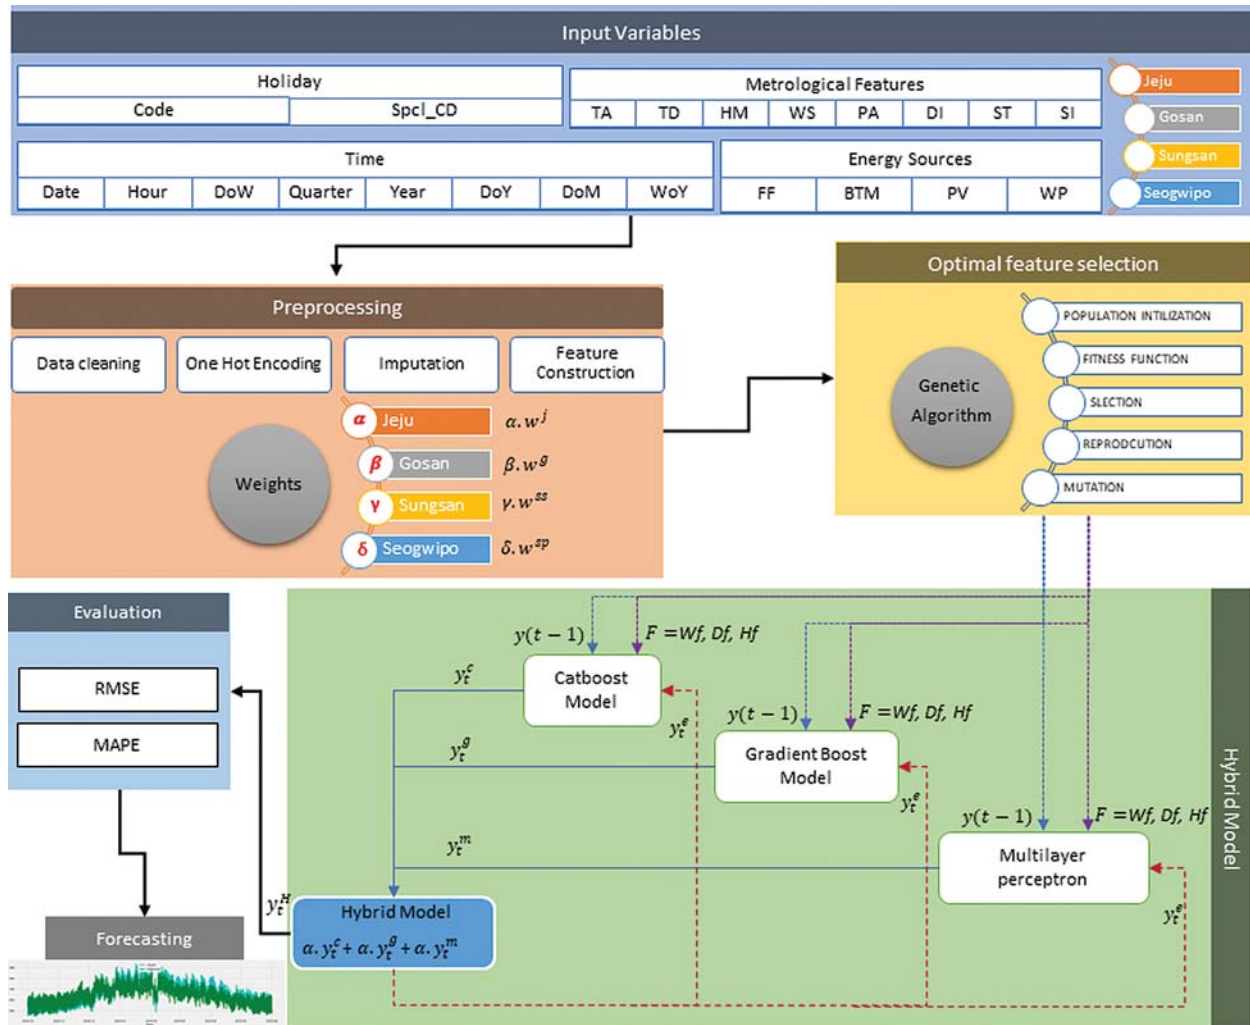 Input Variables
Holiday
Code
Spcl_CD
Metrological Features
TA
TD
HM
WS
PA
DI
ST
SI
Time
Date
Hour
DoW
Quarter
Year
DoY
DoM
WoY
Energy Sources
FF
BTM
PV
WP
Jeju
Gosan
Sungsan
Seogwipo
Preprocessing
Data cleaning
One Hot Encoding
Imputation
Feature
Construction
Weights
α
Jeju
α.w^j
β
Gosan
β.w^g
γ
Sungsan
γ.w^ss
δ
Seogwipo
δ.w^sp
Optimal feature selection
Genetic
Algorithm
POPULATION INTILIZATION
FITNESS FUNCTION
SLECTION
REPRODCUTION
MUTATION
Evaluation
RMSE
MAPE
Forecasting
Hybrid Model
y(t − 1)
F = Wf, Df, Hf
Catboost
Model
y_t^c
y_t^e
y(t − 1)
F = Wf, Df, Hf
Gradient Boost
Model
y_t^g
y_t^e
y(t − 1)
F = Wf, Df, Hf
Multilayer
perceptron
y_t^m
y_t^e
y_t^H
Hybrid Model
α.y_t^c + α.y_t^g + α.y_t^m